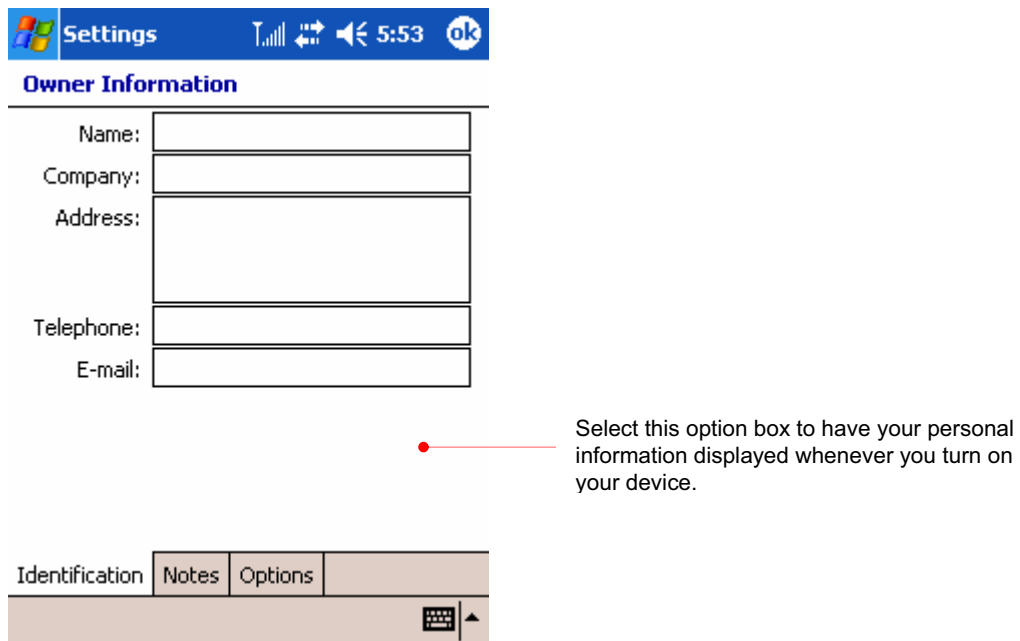 Settings 5:53 ok
Owner Information
Name:
Company:
Address:
Telephone:
E-mail:
Select this option box to have your personal
information displayed whenever you turn on
your device.
Identification Notes Options